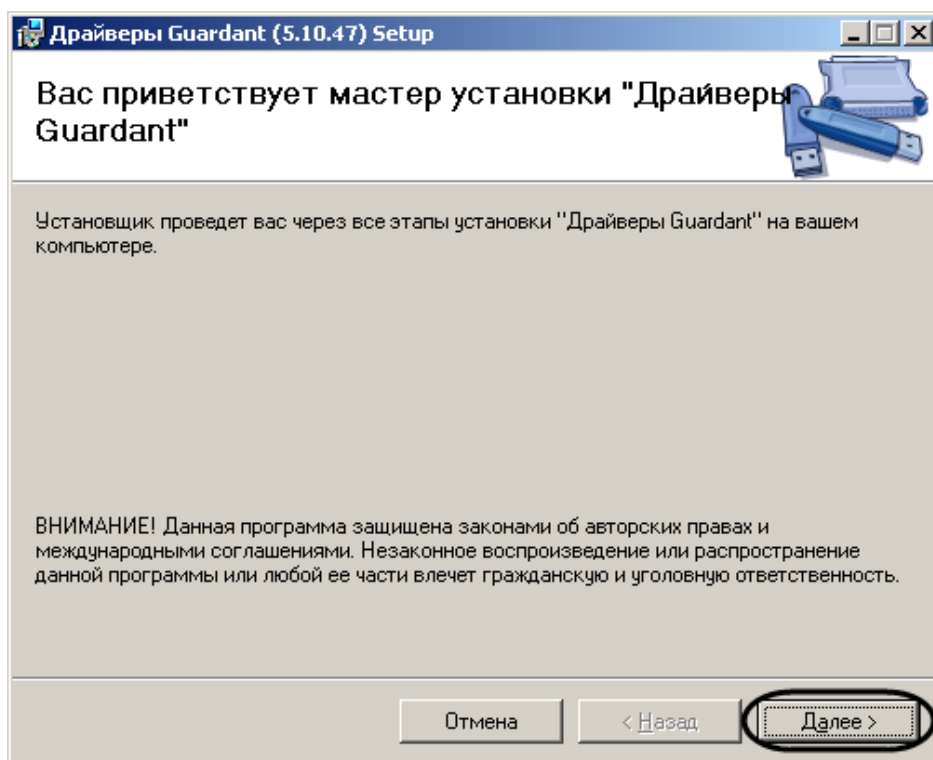 Драйверы Guardant (5.10.47) Setup
Вас приветствует мастер установки "Драйверы
Guardant"
Установщик проведет вас через все этапы установки "Драйверы Guardant" на вашем
компьютере.
ВНИМАНИЕ! Данная программа защищена законами об авторских правах и
международными соглашениями. Незаконное воспроизведение или распространение
данной программы или любой ее части влечет гражданскую и уголовную ответственность.
Отмена
< Назад
Далее >